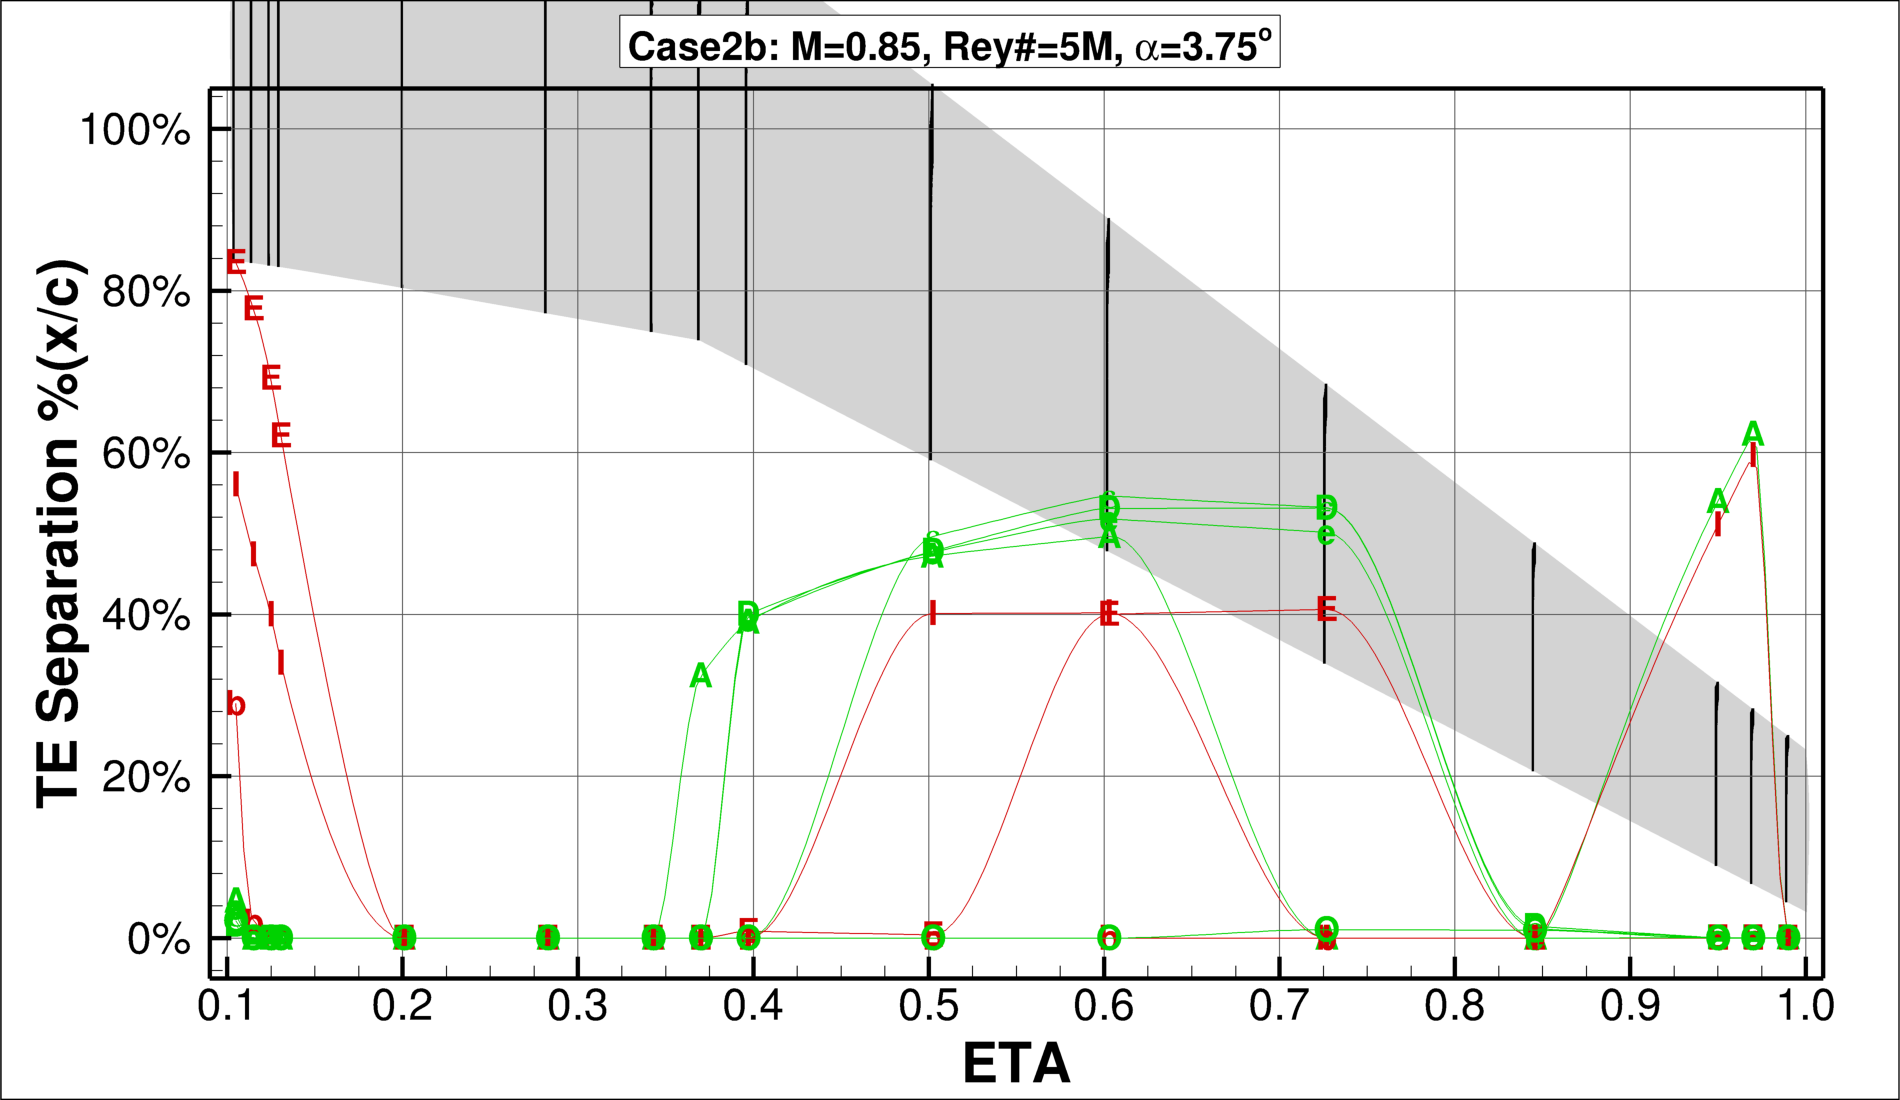 Case2b: M=0.85, Rey#=5M, α=3.75°
TE Separation %(x/c)
100%
80%
60%
40%
20%
0%
0.1 0.2 0.3 0.4 0.5 0.6 0.7 0.8 0.9 1.0
ETA
E
E
E
E
I
I
I
I
b
A
A
D
A
D
A
D
e
A
D
e
I
E
E
A
A
I
I